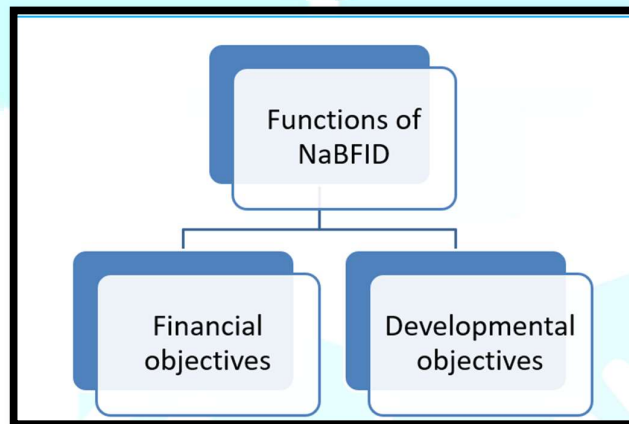 Functions of
NaBFID
Financial
objectives
Developmental
objectives